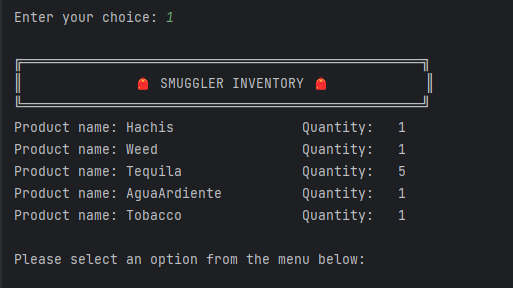 Enter your choice: 1
🎒 SMUGGLER INVENTORY 🎒
Product name: Hachis Quantity: 1
Product name: Weed Quantity: 1
Product name: Tequila Quantity: 5
Product name: AguaArdiente Quantity: 1
Product name: Tobacco Quantity: 1
Please select an option from the menu below: